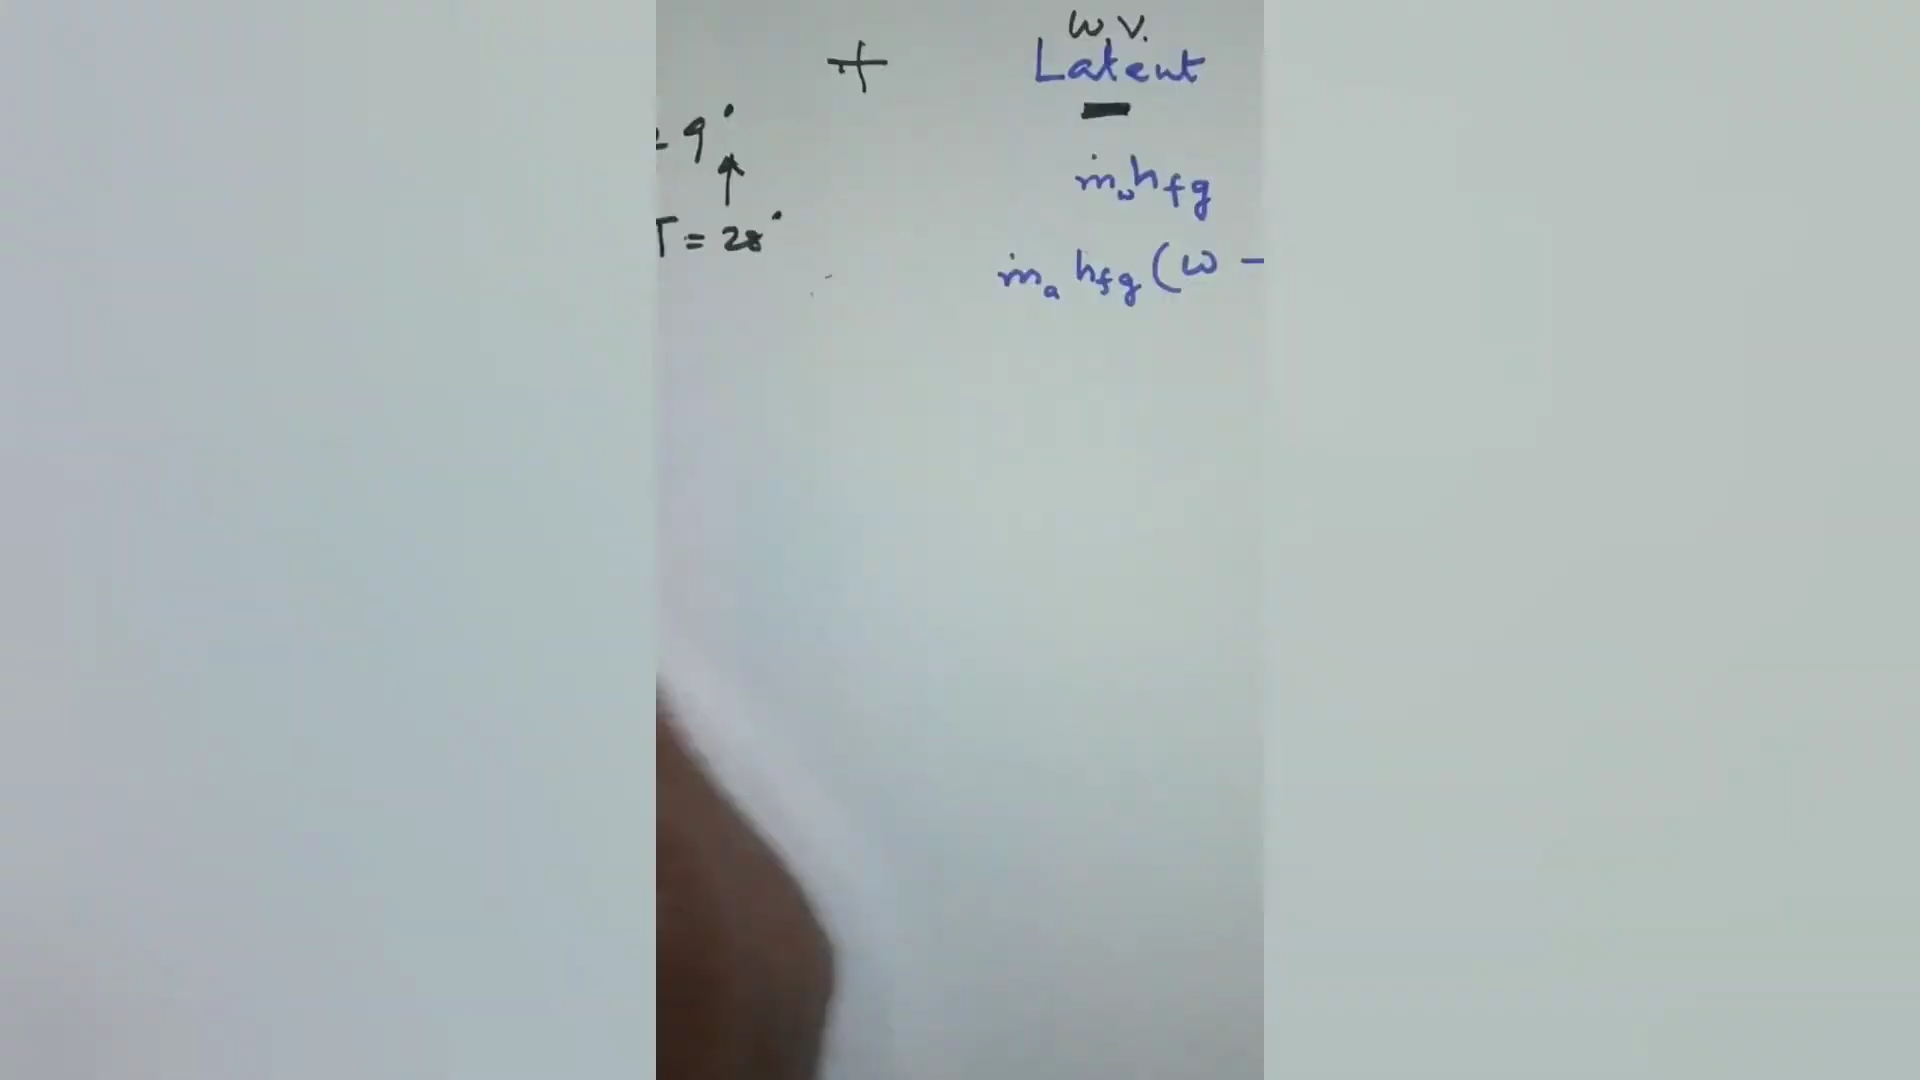 w.v.
+ Latent
= 9°
↑
T = 28°
ṁw hfg
ṁa hfg (ω -